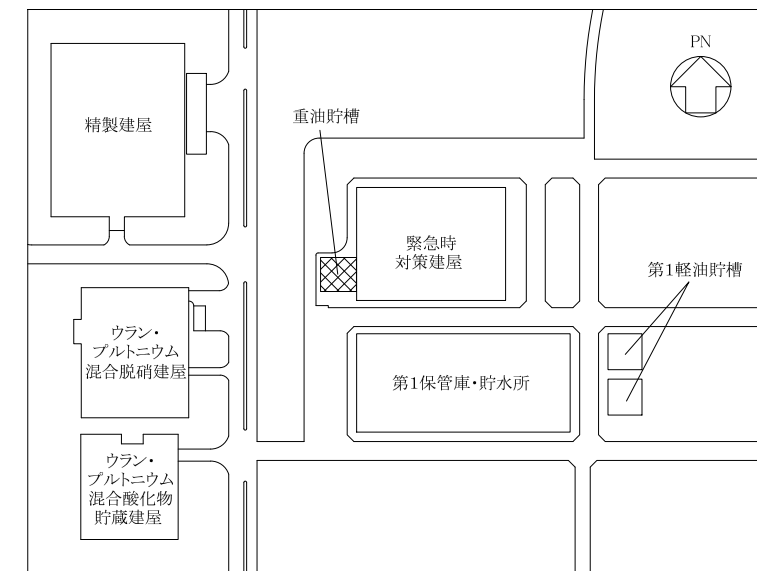 PN
精製建屋
重油貯槽
緊急時
対策建屋
第1軽油貯槽
ウラン・
プルトニウム
混合脱硝建屋
第1保管庫・貯水所
ウラン・
プルトニウム
混合酸化物
貯蔵建屋